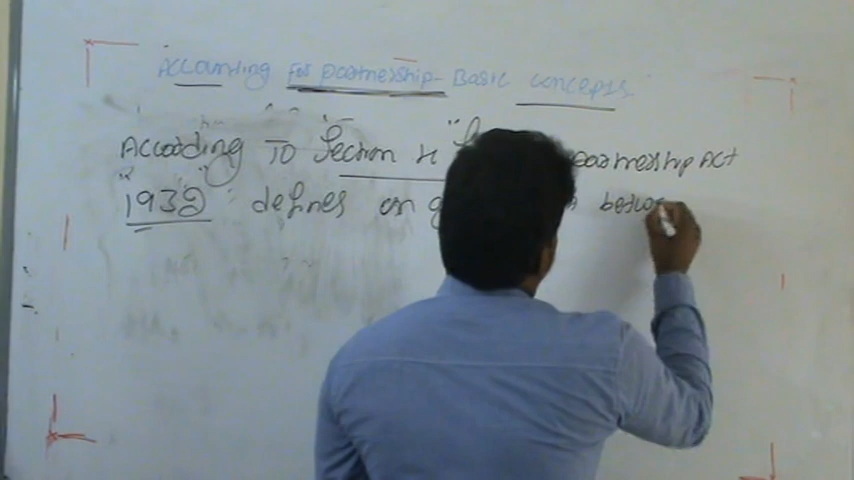 Accounting for partnership - Basic concepts
According To Section 4 partnership Act
1932 defines an